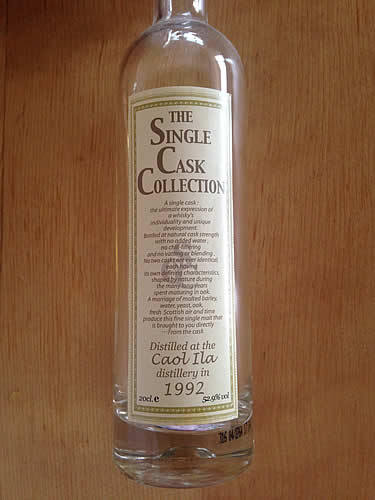 THE
SINGLE
CASK
COLLECTION
A single cask :
the ultimate expression of
a whisky's
individuality and unique
development.
Bottled at natural cask strength
with no added water ,
no chill-filtering
and no vatting or blending .
No two casks are ever identical,
each having
its own defining characteristics,
shaped by nature during
the many long years
spent maturing in oak.
A marriage of malted barley,
water, yeast, oak,
fresh Scottish air and time
produce this fine single malt that
is brought to you directly
from the cask
Distilled at the
Caol Ila
distillery in
1992
20cl. e 52.9% vol